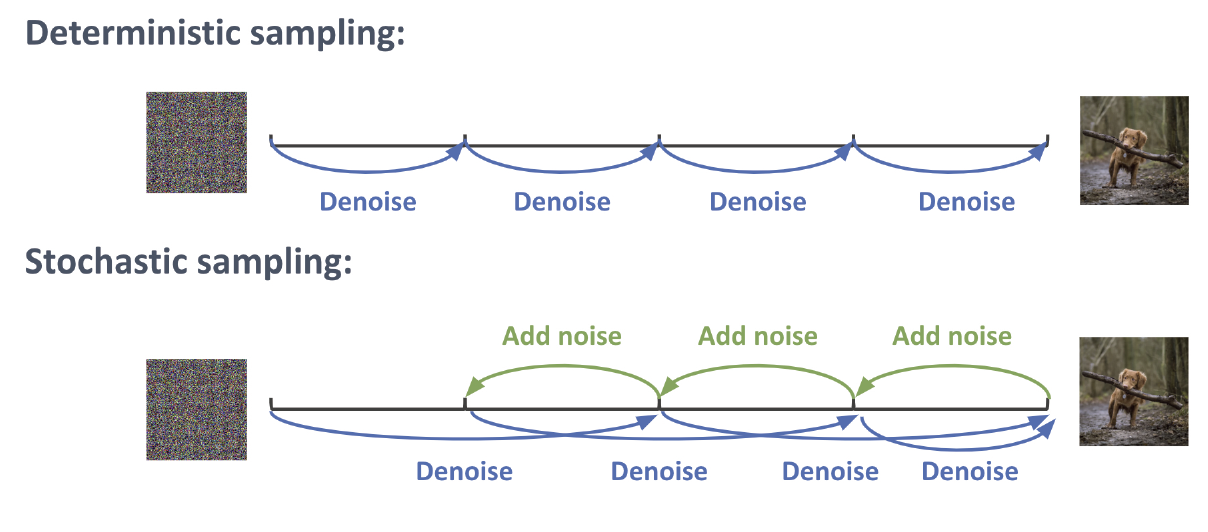 Deterministic sampling:
Denoise Denoise Denoise Denoise
Stochastic sampling:
Add noise Add noise Add noise
Denoise Denoise Denoise Denoise